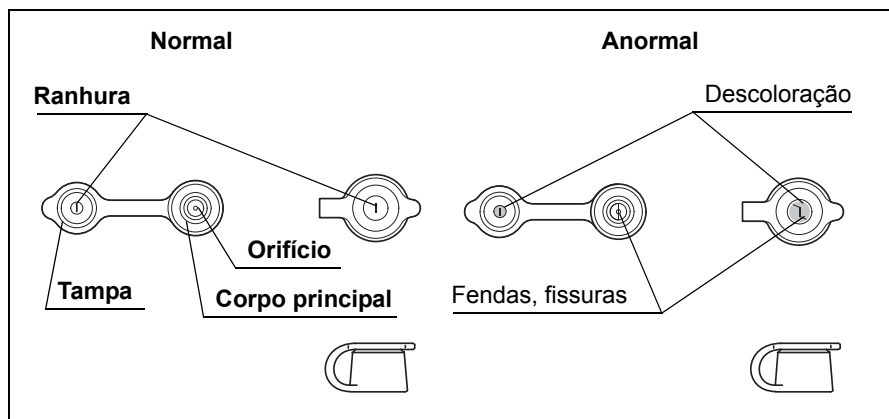 Normal
Anormal
Ranhura
Descoloração
Orifício
Tampa
Corpo principal
Fendas, fissuras